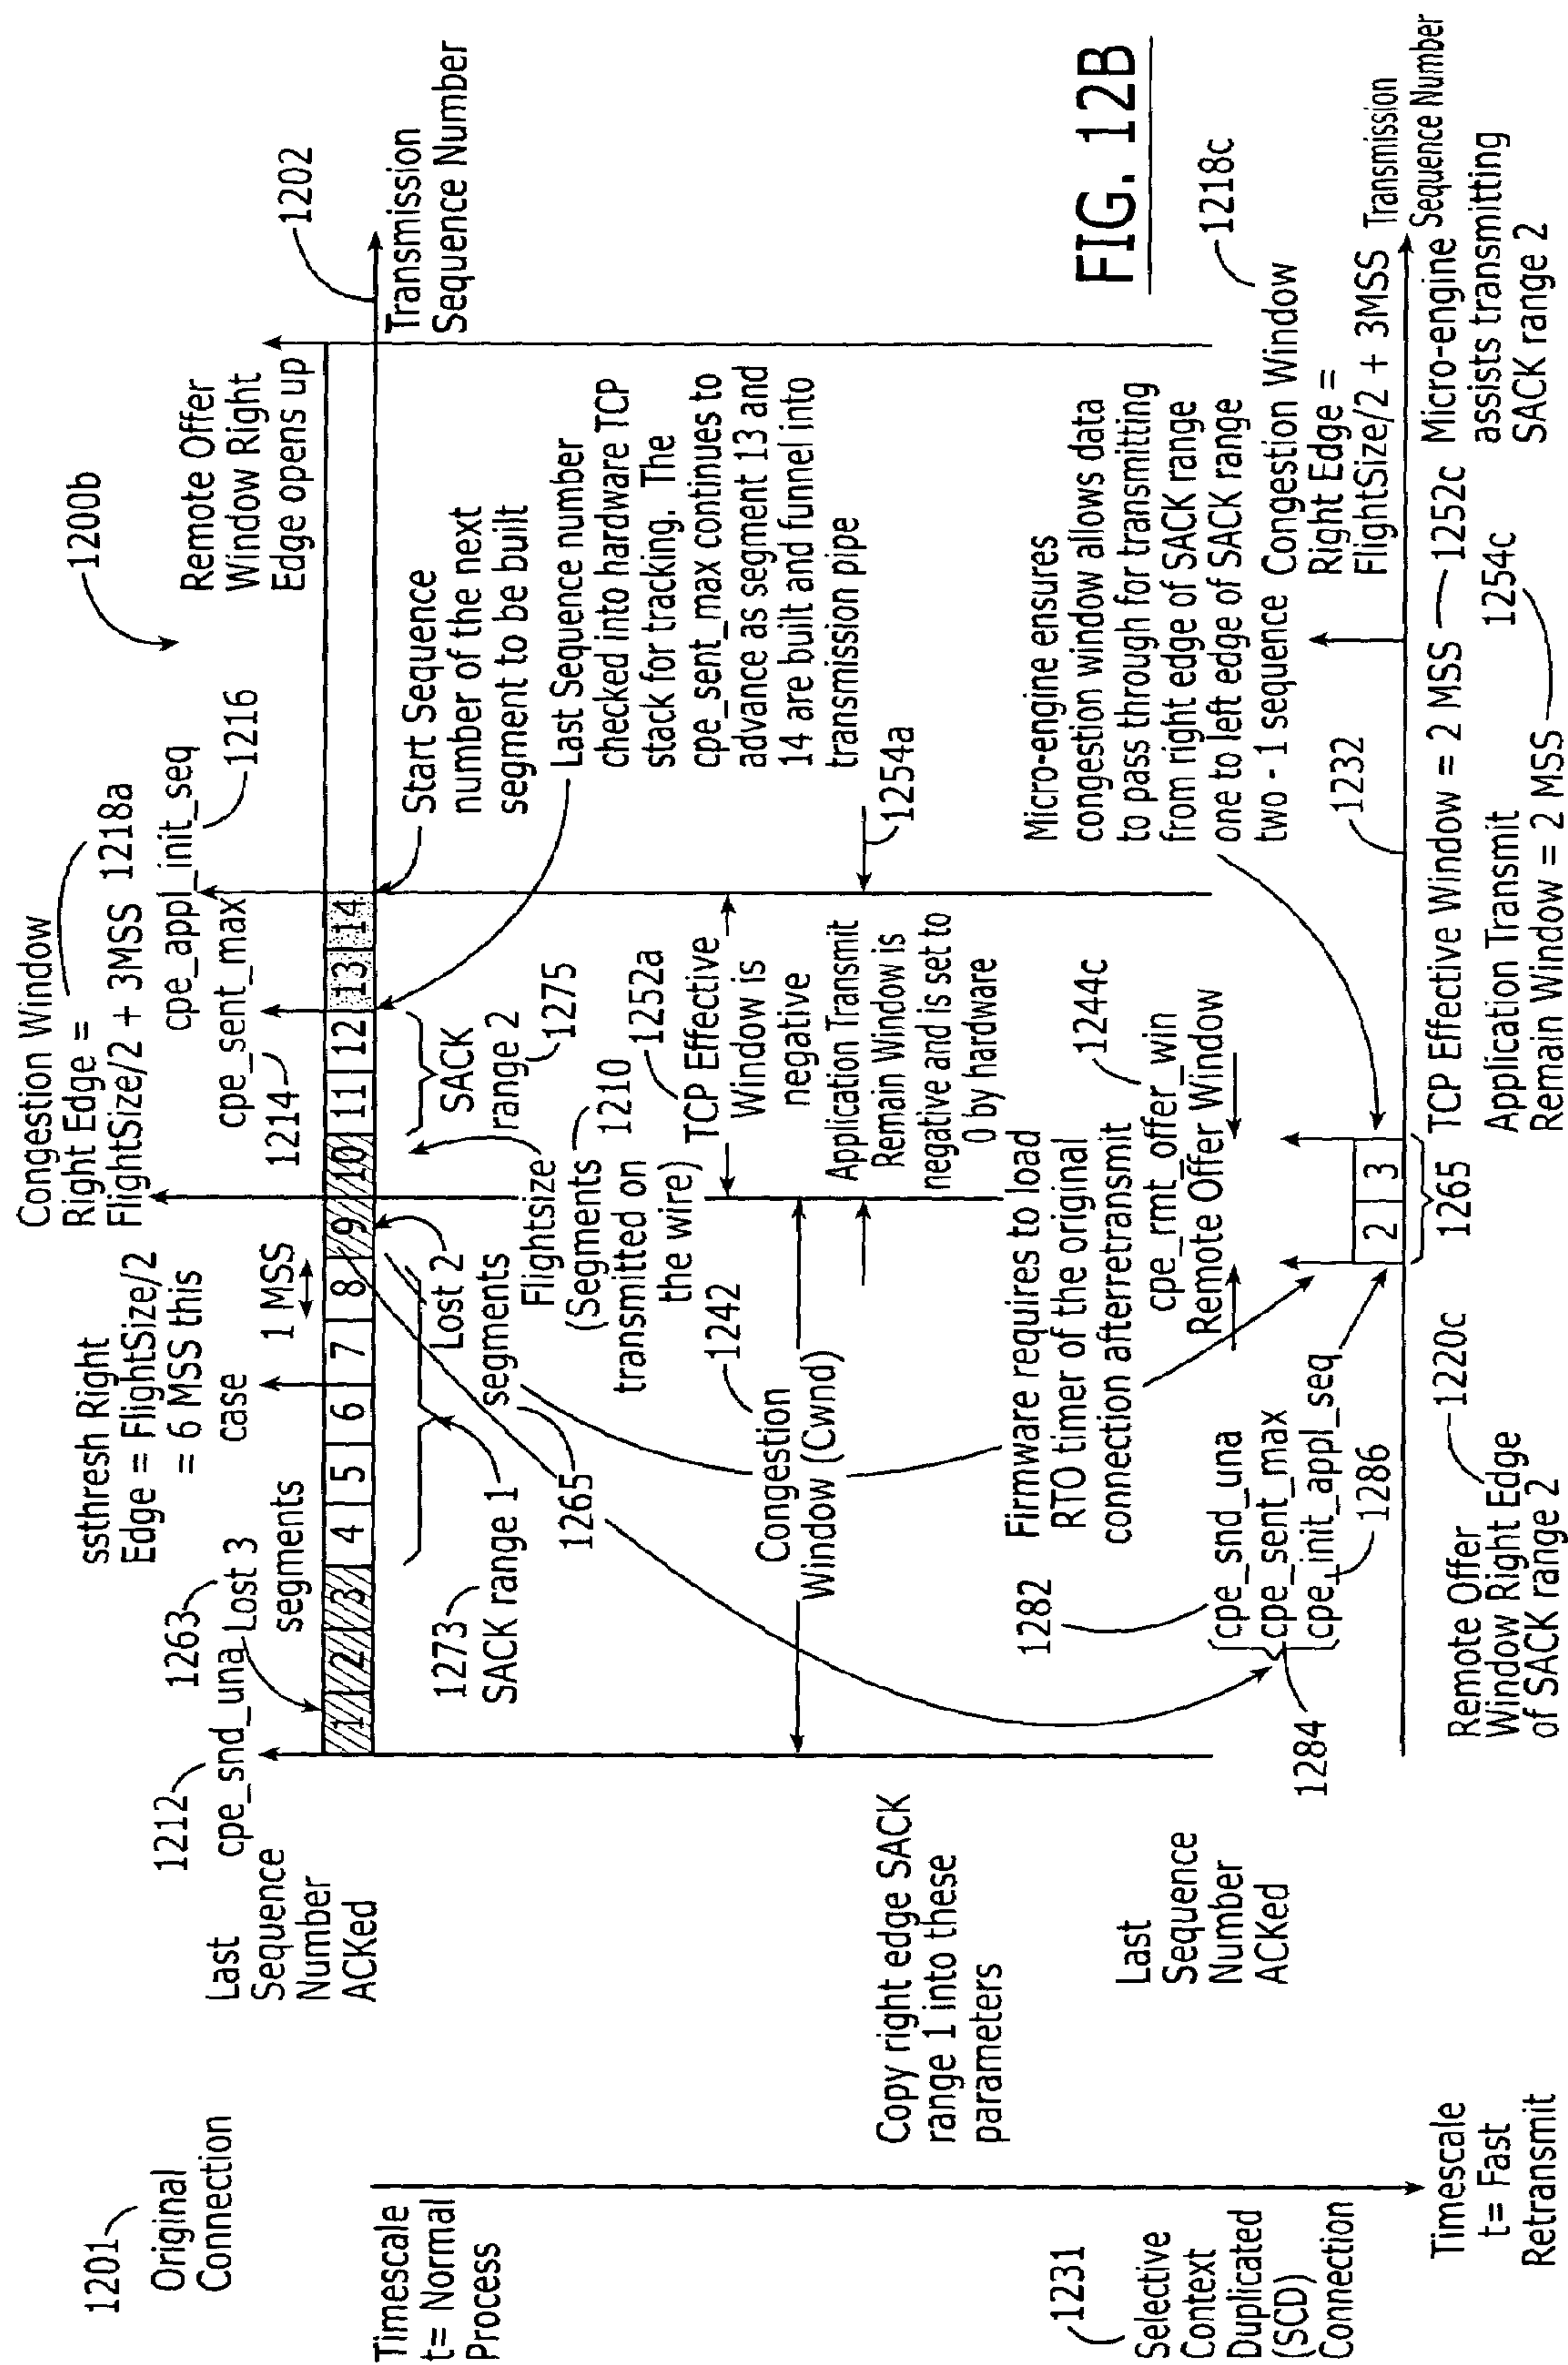 1201
Original
Connection
Last
Sequence
Number
ACKed
1212
cpe_snd_una
1263
Lost 3
segments
ssthresh Right
Edge = FlightSize/2
= 6 MSS this
case
1 MSS
Congestion Window
Right Edge =
FlightSize/2 + 3MSS
1218a
cpe_appl_init_seq
1216
cpe_sent_max
1214
1200b
Remote Offer
Window Right
Edge opens up
1202
1 2 3 4 5 6 7 8 9 10 11 12 13 14
Transmission
Sequence Number
Timescale
t= Normal
Process
1273
SACK range 1
Lost 2
segments
1265
Flightsize
(Segments
transmitted on
the wire)
1210
SACK
range 2
1275
Start Sequence
number of the next
segment to be built
Last Sequence number
checked into hardware TCP
stack for tracking. The
cpe_sent_max continues to
advance as segment 13 and
14 are built and funnel into
transmission pipe
1242
Congestion
Window (Cwnd)
1252a
TCP Effective
Window is
negative
Application Transmit
Remain Window is
negative and is set to
0 by hardware
1254a
FIG. 12B
Copy right edge SACK
range 1 into these
parameters
Firmware requires to load
RTO timer of the original
connection afterretransmit
1244c
cpe_rmt_offer_win
Remote Offer Window
Micro-engine ensures
congestion window allows data
to pass through for transmitting
from right edge of SACK range
one to left edge of SACK range
two - 1 sequence
1218c
Congestion Window
Right Edge =
FlightSize/2 + 3MSS
1231
Selective
Context
Duplicated
(SCD)
Connection
Last
Sequence
Number
ACKed
1282
cpe_snd_una
cpe_sent_max
cpe_init_appl_seq
1284
1286
2 3
1265
1232
Transmission
Sequence Number
Timescale
t= Fast
Retransmit
1220c
Remote Offer
Window Right Edge
of SACK range 2
TCP Effective Window = 2 MSS
1252c
Application Transmit
Remain Window = 2 MSS
1254c
Micro-engine
assists transmitting
SACK range 2